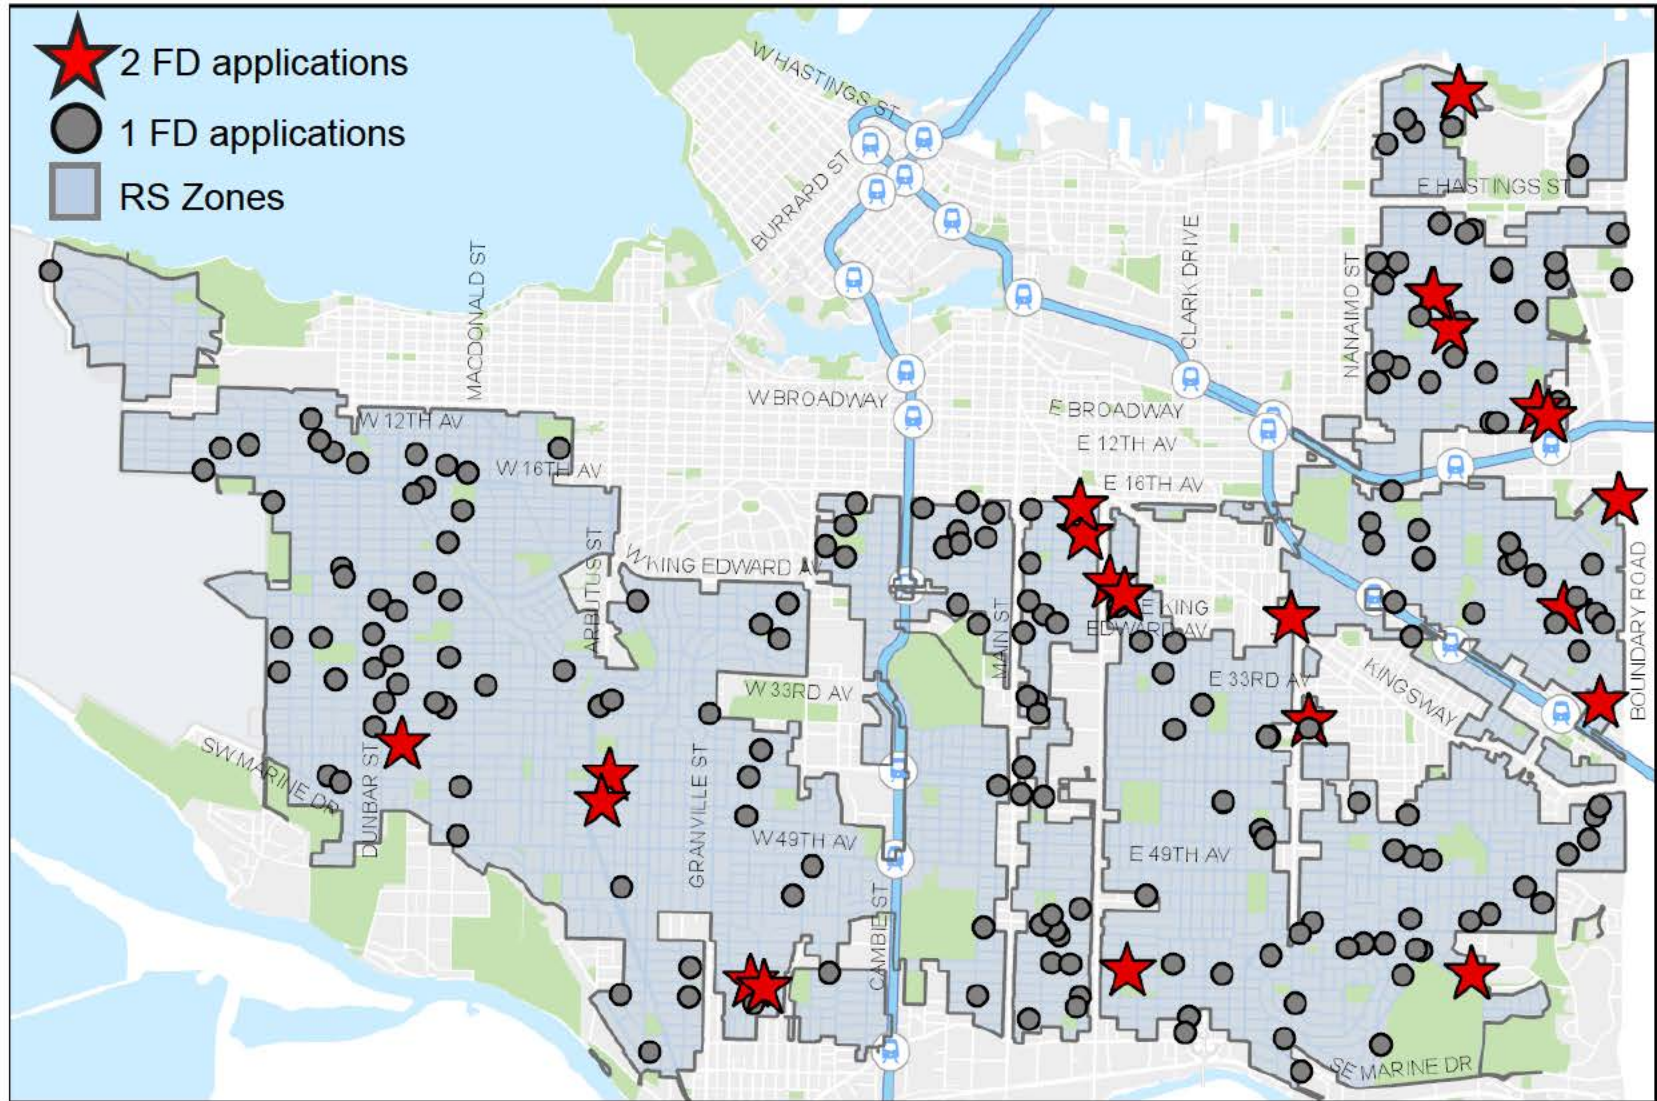 2 FD applications
1 FD applications
RS Zones
W HASTINGS ST
BURRARD ST
E HASTINGS ST
MACDONALD ST
CLARK DRIVE
NANAIMO ST
W BROADWAY
E BROADWAY
W 12TH AV
E 12TH AV
W 16TH AV
E 16TH AV
ARBUTUS ST
W KING EDWARD AV
E KING
EDWARD AV
MAIN ST
BOUNDARY ROAD
W 33RD AV
E 33RD AV
KINGSWAY
SW MARINE DR
DUNBAR ST
GRANVILLE ST
W 49TH AV
E 49TH AV
CAMBIE ST
SE MARINE DR